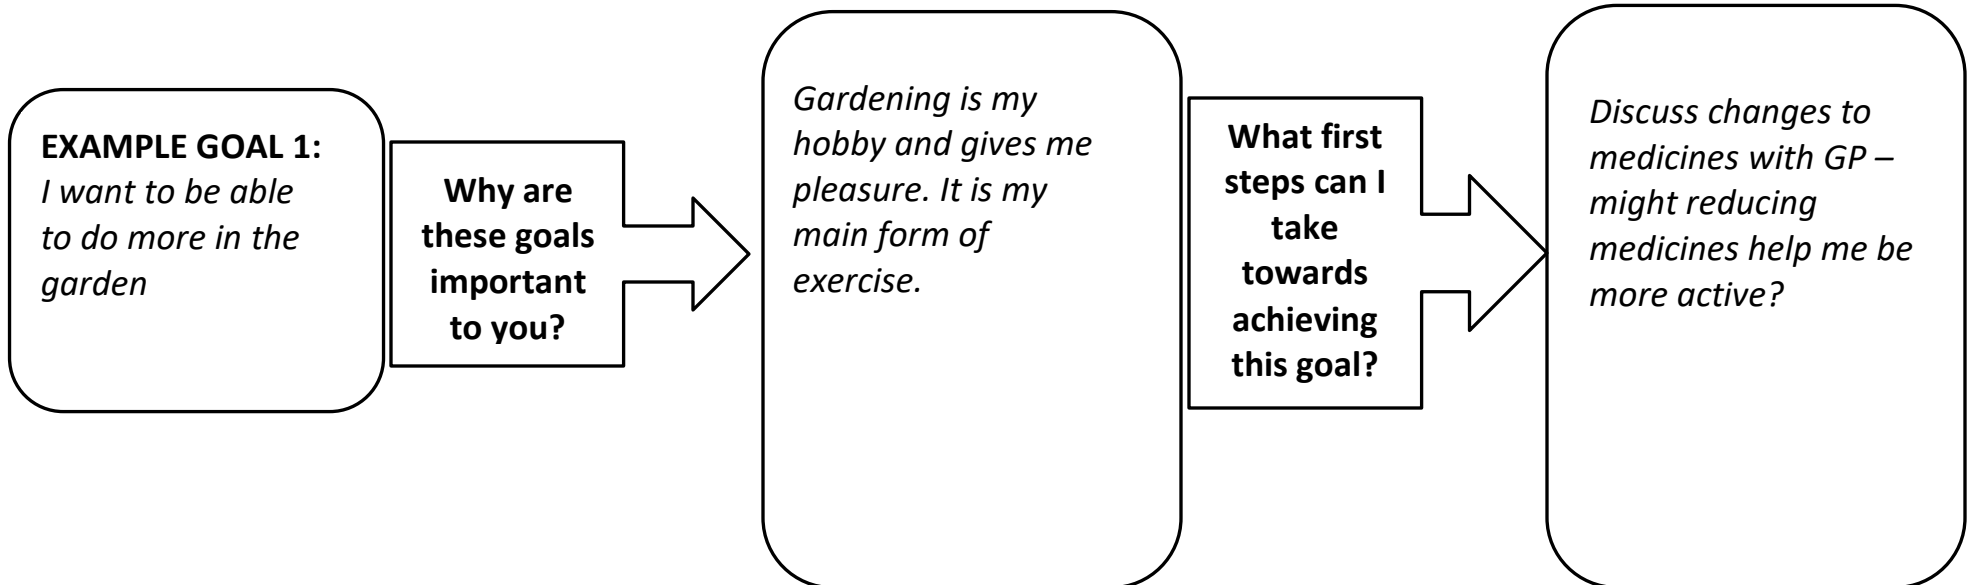 EXAMPLE GOAL 1:
I want to be able
to do more in the
garden
Why are
these goals
important
to you?
Gardening is my
hobby and gives me
pleasure. It is my
main form of
exercise.
What first
steps can I
take
towards
achieving
this goal?
Discuss changes to
medicines with GP –
might reducing
medicines help me be
more active?